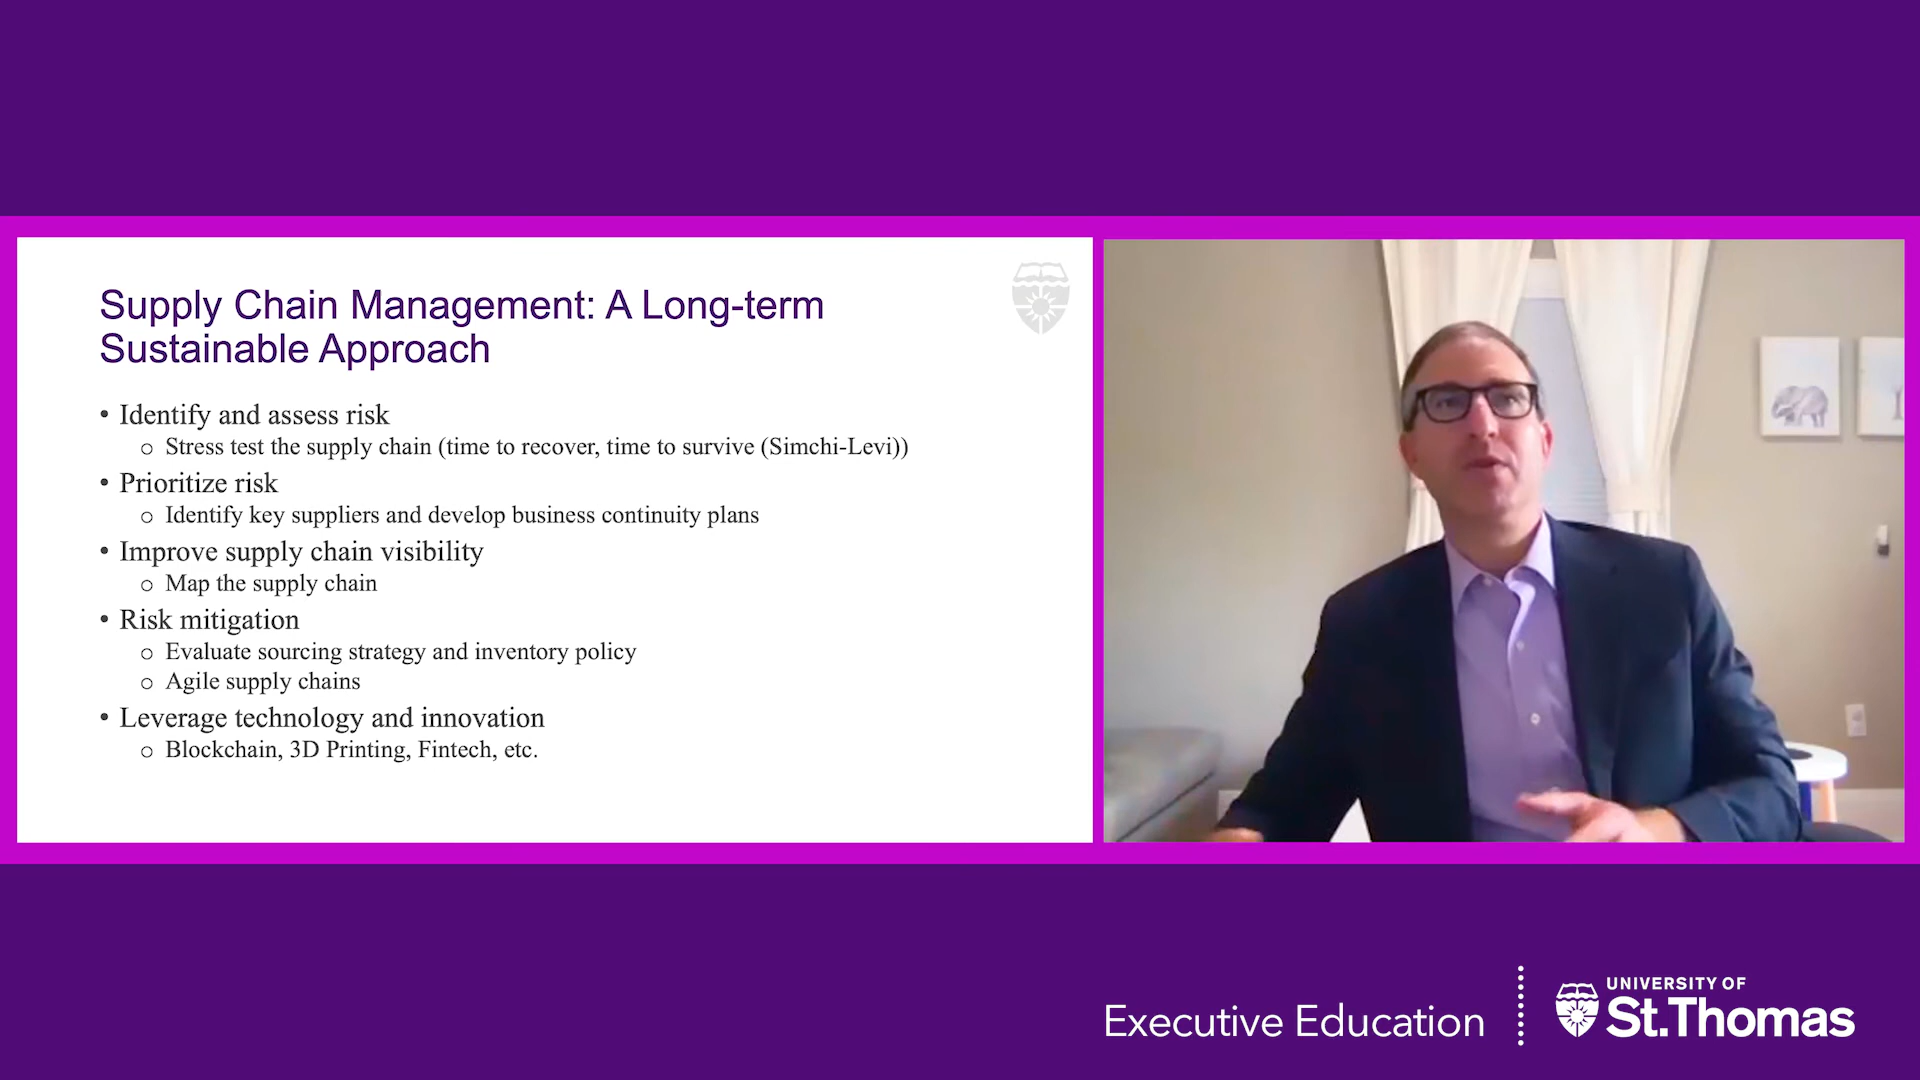 Supply Chain Management: A Long-term
Sustainable Approach
• Identify and assess risk
o Stress test the supply chain (time to recover, time to survive (Simchi-Levi))
• Prioritize risk
o Identify key suppliers and develop business continuity plans
• Improve supply chain visibility
o Map the supply chain
• Risk mitigation
o Evaluate sourcing strategy and inventory policy
o Agile supply chains
• Leverage technology and innovation
o Blockchain, 3D Printing, Fintech, etc.
Executive Education
UNIVERSITY OF
St.Thomas